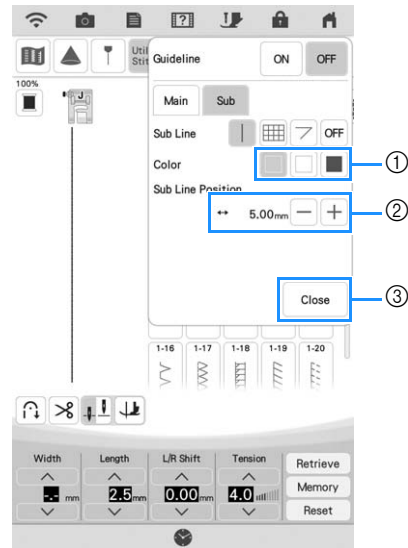 Util
Stit
Guideline
ON
OFF
100%
J
Main
Sub
Sub Line
OFF
Color
①
Sub Line Position
5.00mm
②
Close
③
1-16
1-17
1-18
1-19
1-20
Width
Length
L/R Shift
Tension
Retrieve
-.- mm
2.5mm
0.00mm
4.0
Memory
Reset